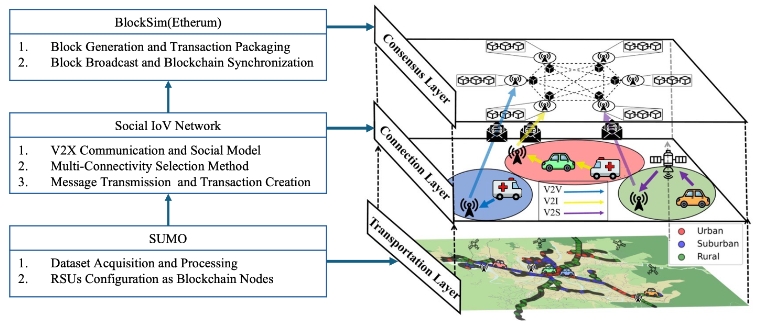 BlockSim(Etherum)
1. Block Generation and Transaction Packaging
2. Block Broadcast and Blockchain Synchronization
Social IoV Network
1. V2X Communication and Social Model
2. Multi-Connectivity Selection Method
3. Message Transmission and Transaction Creation
SUMO
1. Dataset Acquisition and Processing
2. RSUs Configuration as Blockchain Nodes
Consensus Layer
Connection Layer
Transportation Layer
V2V
V2I
V2S
Urban
Suburban
Rural